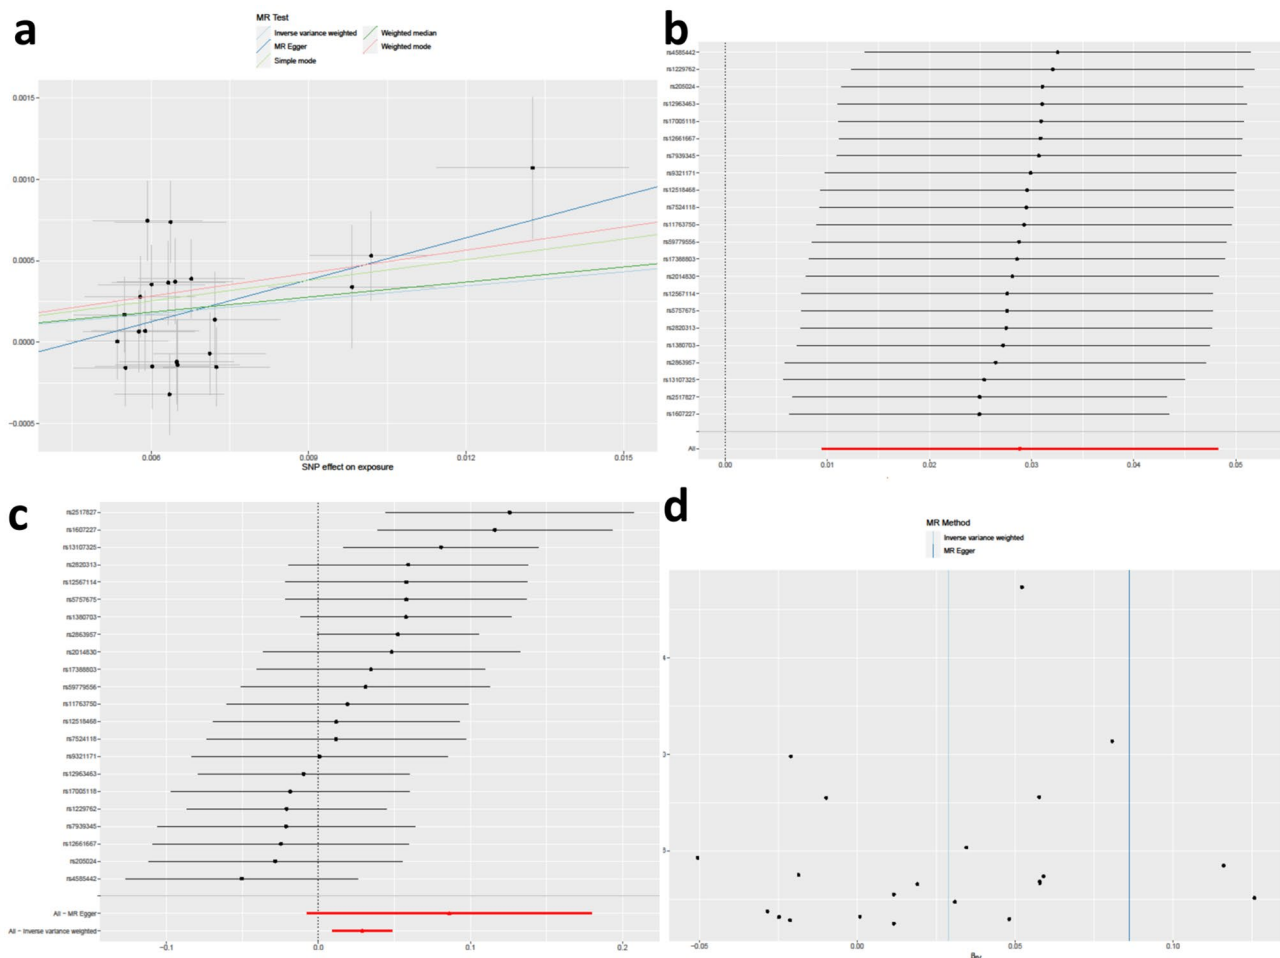 a
MR Test
Inverse variance weighted
Weighted median
MR Egger
Weighted mode
Simple mode
0.0015
0.0010
0.0005
0.0000
−0.0005
0.006
0.009
0.012
0.015
SNP effect on exposure
b
rs4585442
rs1229762
rs205024
rs12963463
rs17005118
rs12661667
rs7939345
rs9321171
rs12518468
rs7524118
rs11763750
rs59779556
rs17388803
rs2014830
rs12567114
rs5757675
rs2820313
rs1380703
rs2863957
rs13107325
rs2517827
rs1607227
All
0.00
0.01
0.02
0.03
0.04
0.05
c
rs2517827
rs1607227
rs13107325
rs2820313
rs12567114
rs5757675
rs1380703
rs2863957
rs2014830
rs17388803
rs59779556
rs11763750
rs12518468
rs7524118
rs9321171
rs12963463
rs17005118
rs1229762
rs7939345
rs12661667
rs205024
rs4585442
All − MR Egger
All − Inverse variance weighted
−0.1
0.0
0.1
0.2
d
MR Method
Inverse variance weighted
MR Egger
−0.05
0.00
0.05
0.10